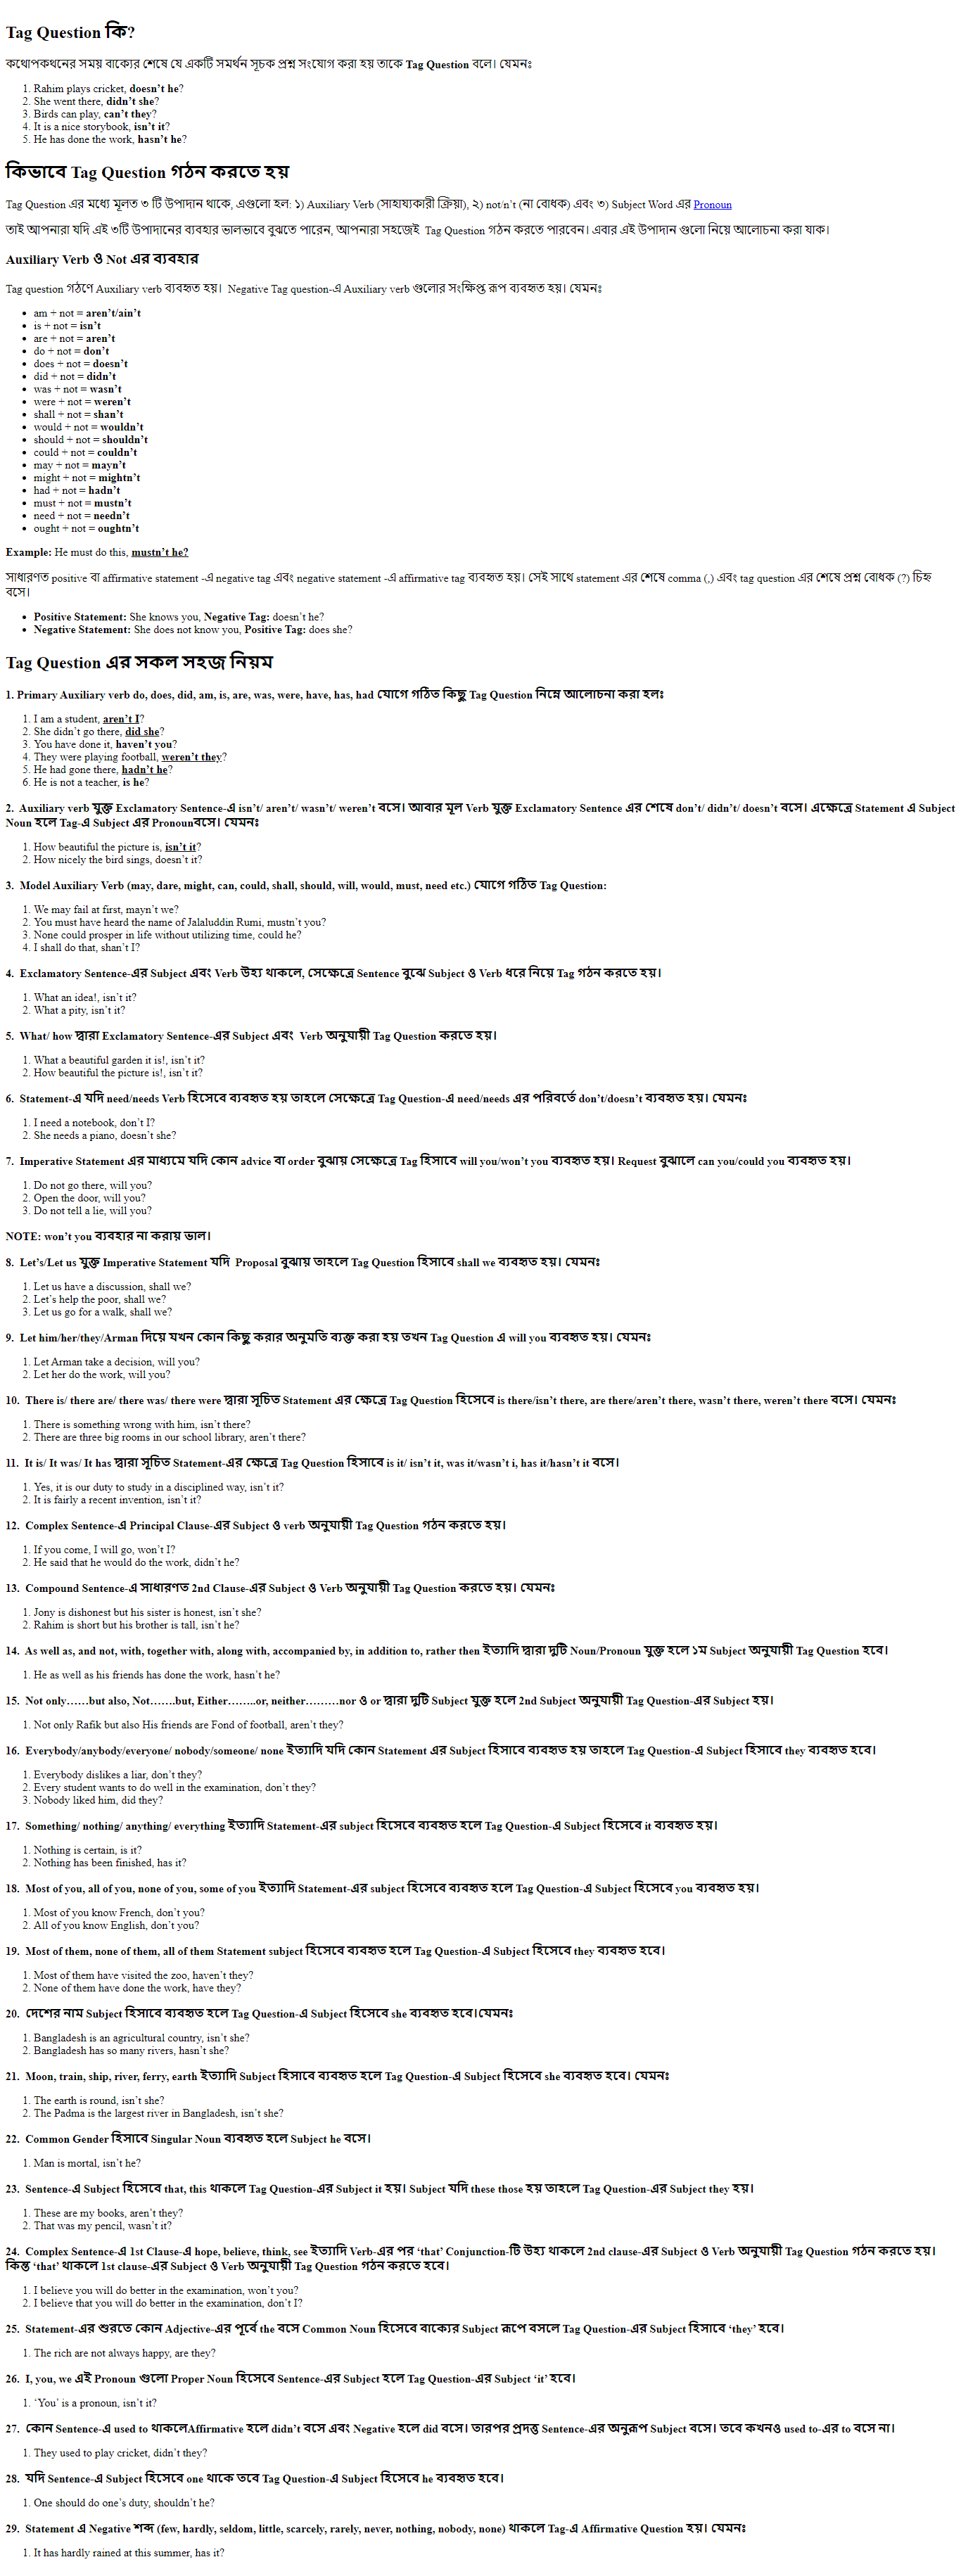 Tag Question কি?
কথোপকথনের সময় বাক্যের শেষে যে একটি সমর্থন সূচক প্রশ্ন সংযোগ করা হয় তাকে Tag Question বলে। যেমনঃ
1. Rahim plays cricket, doesn’t he?
2. She went there, didn’t she?
3. Birds can play, can’t they?
4. It is a nice storybook, isn’t it?
5. He has done the work, hasn’t he?
কিভাবে Tag Question গঠন করতে হয়
Tag Question এর মধ্যে মূলত ৩ টি উপাদান থাকে, এগুলো হল: ১) Auxiliary Verb (সাহায্যকারী ক্রিয়া), ২) not/n’t (না বোধক) এবং ৩) Subject Word এর Pronoun
তাই আপনারা যদি এই ৩টি উপাদানের ব্যবহার ভালভাবে বুঝতে পারেন, আপনারা সহজেই Tag Question গঠন করতে পারবেন। এবার এই উপাদান গুলো নিয়ে আলোচনা করা যাক।
Auxiliary Verb ও Not এর ব্যবহার
Tag question গঠণে Auxiliary verb ব্যবহৃত হয়। Negative Tag question-এ Auxiliary verb গুলোর সংক্ষিপ্ত রূপ ব্যবহৃত হয়। যেমনঃ
• am + not = aren’t/ain’t
• is + not = isn’t
• are + not = aren’t
• do + not = don’t
• does + not = doesn’t
• did + not = didn’t
• was + not = wasn’t
• were + not = weren’t
• shall + not = shan’t
• would + not = wouldn’t
• should + not = shouldn’t
• could + not = couldn’t
• may + not = mayn’t
• might + not = mightn’t
• had + not = hadn’t
• must + not = mustn’t
• need + not = needn’t
• ought + not = oughtn’t
Example: He must do this, mustn’t he?
সাধারণত positive বা affirmative statement -এ negative tag এবং negative statement -এ affirmative tag ব্যবহৃত হয়। সেই সাথে statement এর শেষে comma (,) এবং tag question এর শেষে প্রশ্ন বোধক (?) চিহ্ন
বসে।
• Positive Statement: She knows you, Negative Tag: doesn’t he?
• Negative Statement: She does not know you, Positive Tag: does she?
Tag Question এর সকল সহজ নিয়ম
1. Primary Auxiliary verb do, does, did, am, is, are, was, were, have, has, had যোগে গঠিত কিছু Tag Question নিম্নে আলোচনা করা হলঃ
1. I am a student, aren’t I?
2. She didn’t go there, did she?
3. You have done it, haven’t you?
4. They were playing football, weren’t they?
5. He had gone there, hadn’t he?
6. He is not a teacher, is he?
2. Auxiliary verb যুক্ত Exclamatory Sentence-এ isn’t/ aren’t/ wasn’t/ weren’t বসে। আবার মূল Verb যুক্ত Exclamatory Sentence এর শেষে don’t/ didn’t/ doesn’t বসে। এক্ষেত্রে Statement এ Subject
Noun হলে Tag-এ Subject এর Pronounবসে। যেমনঃ
1. How beautiful the picture is, isn’t it?
2. How nicely the bird sings, doesn’t it?
3. Model Auxiliary Verb (may, dare, might, can, could, shall, should, will, would, must, need etc.) যোগে গঠিত Tag Question:
1. We may fail at first, mayn’t we?
2. You must have heard the name of Jalaluddin Rumi, mustn’t you?
3. None could prosper in life without utilizing time, could he?
4. I shall do that, shan’t I?
4. Exclamatory Sentence-এর Subject এবং Verb উহ্য থাকলে, সেক্ষেত্রে Sentence বুঝে Subject ও Verb ধরে নিয়ে Tag গঠন করতে হয়।
1. What an idea!, isn’t it?
2. What a pity, isn’t it?
5. What/ how দ্বারা Exclamatory Sentence-এর Subject এবং Verb অনুযায়ী Tag Question করতে হয়।
1. What a beautiful garden it is!, isn’t it?
2. How beautiful the picture is!, isn’t it?
6. Statement-এ যদি need/needs Verb হিসেবে ব্যবহৃত হয় তাহলে সেক্ষেত্রে Tag Question-এ need/needs এর পরিবর্তে don’t/doesn’t ব্যবহৃত হয়। যেমনঃ
1. I need a notebook, don’t I?
2. She needs a piano, doesn’t she?
7. Imperative Statement এর মাধ্যমে যদি কোন advice বা order বুঝায় সেক্ষেত্রে Tag হিসাবে will you/won’t you ব্যবহৃত হয়। Request বুঝালে can you/could you ব্যবহৃত হয়।
1. Do not go there, will you?
2. Open the door, will you?
3. Do not tell a lie, will you?
NOTE: won’t you ব্যবহার না করায় ভাল।
8. Let’s/Let us যুক্ত Imperative Statement যদি Proposal বুঝায় তাহলে Tag Question হিসাবে shall we ব্যবহৃত হয়। যেমনঃ
1. Let us have a discussion, shall we?
2. Let’s help the poor, shall we?
3. Let us go for a walk, shall we?
9. Let him/her/they/Arman দিয়ে যখন কোন কিছু করার অনুমতি ব্যক্ত করা হয় তখন Tag Question এ will you ব্যবহৃত হয়। যেমনঃ
1. Let Arman take a decision, will you?
2. Let her do the work, will you?
10. There is/ there are/ there was/ there were দ্বারা সূচিত Statement এর ক্ষেত্রে Tag Question হিসেবে is there/isn’t there, are there/aren’t there, wasn’t there, weren’t there বসে। যেমনঃ
1. There is something wrong with him, isn’t there?
2. There are three big rooms in our school library, aren’t there?
11. It is/ It was/ It has দ্বারা সূচিত Statement-এর ক্ষেত্রে Tag Question হিসাবে is it/ isn’t it, was it/wasn’t i, has it/hasn’t it বসে।
1. Yes, it is our duty to study in a disciplined way, isn’t it?
2. It is fairly a recent invention, isn’t it?
12. Complex Sentence-এ Principal Clause-এর Subject ও verb অনুযায়ী Tag Question গঠন করতে হয়।
1. If you come, I will go, won’t I?
2. He said that he would do the work, didn’t he?
13. Compound Sentence-এ সাধারণত 2nd Clause-এর Subject ও Verb অনুযায়ী Tag Question করতে হয়। যেমনঃ
1. Jony is dishonest but his sister is honest, isn’t she?
2. Rahim is short but his brother is tall, isn’t he?
14. As well as, and not, with, together with, along with, accompanied by, in addition to, rather then ইত্যাদি দ্বারা দুটি Noun/Pronoun যুক্ত হলে ১ম Subject অনুযায়ী Tag Question হবে।
1. He as well as his friends has done the work, hasn’t he?
15. Not only……but also, Not…….but, Either……..or, neither………nor ও or দ্বারা দুটি Subject যুক্ত হলে 2nd Subject অনুযায়ী Tag Question-এর Subject হয়।
1. Not only Rafik but also His friends are Fond of football, aren’t they?
16. Everybody/anybody/everyone/ nobody/someone/ none ইত্যাদি যদি কোন Statement এর Subject হিসাবে ব্যবহৃত হয় তাহলে Tag Question-এ Subject হিসাবে they ব্যবহৃত হবে।
1. Everybody dislikes a liar, don’t they?
2. Every student wants to do well in the examination, don’t they?
3. Nobody liked him, did they?
17. Something/ nothing/ anything/ everything ইত্যাদি Statement-এর subject হিসেবে ব্যবহৃত হলে Tag Question-এ Subject হিসেবে it ব্যবহৃত হয়।
1. Nothing is certain, is it?
2. Nothing has been finished, has it?
18. Most of you, all of you, none of you, some of you ইত্যাদি Statement-এর subject হিসেবে ব্যবহৃত হলে Tag Question-এ Subject হিসেবে you ব্যবহৃত হয়।
1. Most of you know French, don’t you?
2. All of you know English, don’t you?
19. Most of them, none of them, all of them Statement subject হিসেবে ব্যবহৃত হলে Tag Question-এ Subject হিসেবে they ব্যবহৃত হবে।
1. Most of them have visited the zoo, haven’t they?
2. None of them have done the work, have they?
20. দেশের নাম Subject হিসাবে ব্যবহৃত হলে Tag Question-এ Subject হিসেবে she ব্যবহৃত হবে।যেমনঃ
1. Bangladesh is an agricultural country, isn’t she?
2. Bangladesh has so many rivers, hasn’t she?
21. Moon, train, ship, river, ferry, earth ইত্যাদি Subject হিসাবে ব্যবহৃত হলে Tag Question-এ Subject হিসেবে she ব্যবহৃত হবে। যেমনঃ
1. The earth is round, isn’t she?
2. The Padma is the largest river in Bangladesh, isn’t she?
22. Common Gender হিসাবে Singular Noun ব্যবহৃত হলে Subject he বসে।
1. Man is mortal, isn’t he?
23. Sentence-এ Subject হিসেবে that, this থাকলে Tag Question-এর Subject it হয়। Subject যদি these those হয় তাহলে Tag Question-এর Subject they হয়।
1. These are my books, aren’t they?
2. That was my pencil, wasn’t it?
24. Complex Sentence-এ 1st Clause-এ hope, believe, think, see ইত্যাদি Verb-এর পর ‘that’ Conjunction-টি উহ্য থাকলে 2nd clause-এর Subject ও Verb অনুযায়ী Tag Question গঠন করতে হয়।
কিন্তু ‘that’ থাকলে 1st clause-এর Subject ও Verb অনুযায়ী Tag Question গঠন করতে হবে।
1. I believe you will do better in the examination, won’t you?
2. I believe that you will do better in the examination, don’t I?
25. Statement-এর শুরতে কোন Adjective-এর পূর্বে the বসে Common Noun হিসেবে বাক্যের Subject রূপে বসলে Tag Question-এর Subject হিসাবে ‘they’ হবে।
1. The rich are not always happy, are they?
26. I, you, we এই Pronoun গুলো Proper Noun হিসেবে Sentence-এর Subject হলে Tag Question-এর Subject ‘it’ হবে।
1. ‘You’ is a pronoun, isn’t it?
27. কোন Sentence-এ used to থাকলেAffirmative হলে didn’t বসে এবং Negative হলে did বসে। তারপর প্রদত্ত Sentence-এর অনুরূপ Subject বসে। তবে কখনও used to-এর to বসে না।
1. They used to play cricket, didn’t they?
28. যদি Sentence-এ Subject হিসেবে one থাকে তবে Tag Question-এ Subject হিসেবে he ব্যবহৃত হবে।
1. One should do one’s duty, shouldn’t he?
29. Statement এ Negative শব্দ (few, hardly, seldom, little, scarcely, rarely, never, nothing, nobody, none) থাকলে Tag-এ Affirmative Question হয়। যেমনঃ
1. It has hardly rained at this summer, has it?